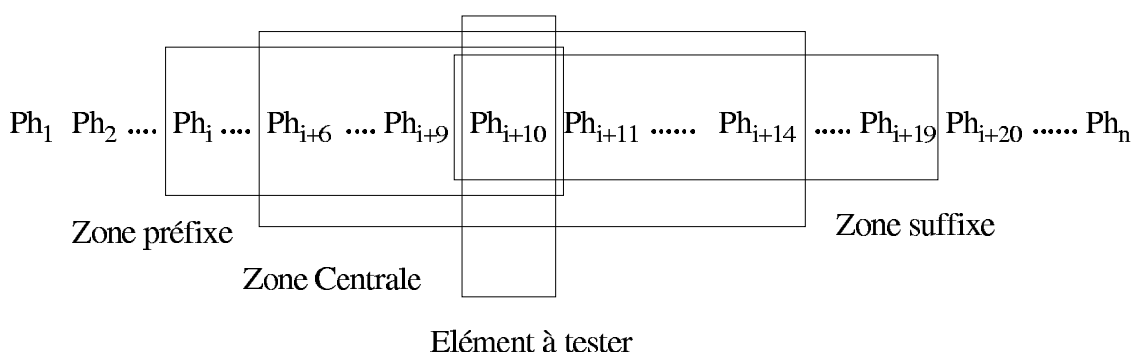 Ph1 Ph2 .... Phi .... Phi+6 .... Phi+9 Phi+10 Phi+11 ...... Phi+14 ..... Phi+19 Phi+20 ...... Phn
Zone préfixe
Zone suffixe
Zone Centrale
Elément à tester